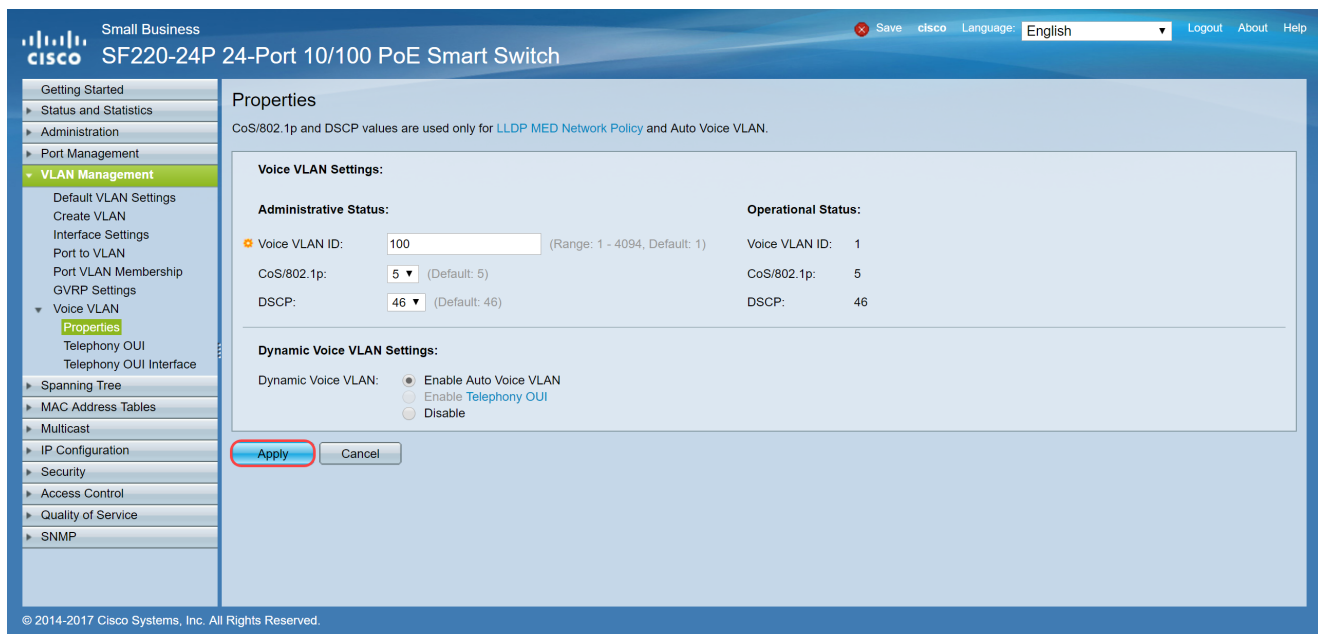 Small Business
cisco SF220-24P 24-Port 10/100 PoE Smart Switch
Save cisco Language: English Logout About Help
Getting Started
Status and Statistics
Administration
Port Management
VLAN Management
Default VLAN Settings
Create VLAN
Interface Settings
Port to VLAN
Port VLAN Membership
GVRP Settings
Voice VLAN
Properties
Telephony OUI
Telephony OUI Interface
Spanning Tree
MAC Address Tables
Multicast
IP Configuration
Security
Access Control
Quality of Service
SNMP
Properties
CoS/802.1p and DSCP values are used only for LLDP MED Network Policy and Auto Voice VLAN.
Voice VLAN Settings:
Administrative Status: Operational Status:
Voice VLAN ID: 100 (Range: 1 - 4094, Default: 1) Voice VLAN ID: 1
CoS/802.1p: 5 (Default: 5) CoS/802.1p: 5
DSCP: 46 (Default: 46) DSCP: 46
Dynamic Voice VLAN Settings:
Dynamic Voice VLAN: Enable Auto Voice VLAN
Enable Telephony OUI
Disable
Apply Cancel
© 2014-2017 Cisco Systems, Inc. All Rights Reserved.